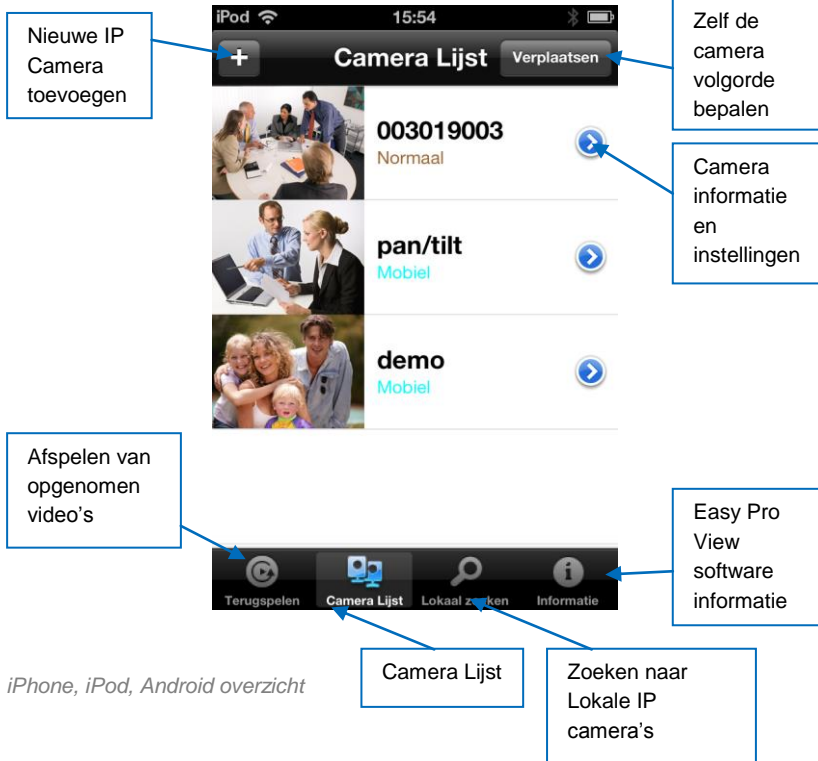 Nieuwe IP
Camera
toevoegen
iPod 15:54
+ Camera Lijst Verplaatsen
Zelf de
camera
volgorde
bepalen
003019003
Normaal
Camera
informatie
en
instellingen
pan/tilt
Mobiel
demo
Mobiel
Afspelen van
opgenomen
video's
Easy Pro
View
software
informatie
Terugspelen Camera Lijst Lokaal zoeken Informatie
Camera Lijst
Zoeken naar
Lokale IP
camera's
iPhone, iPod, Android overzicht